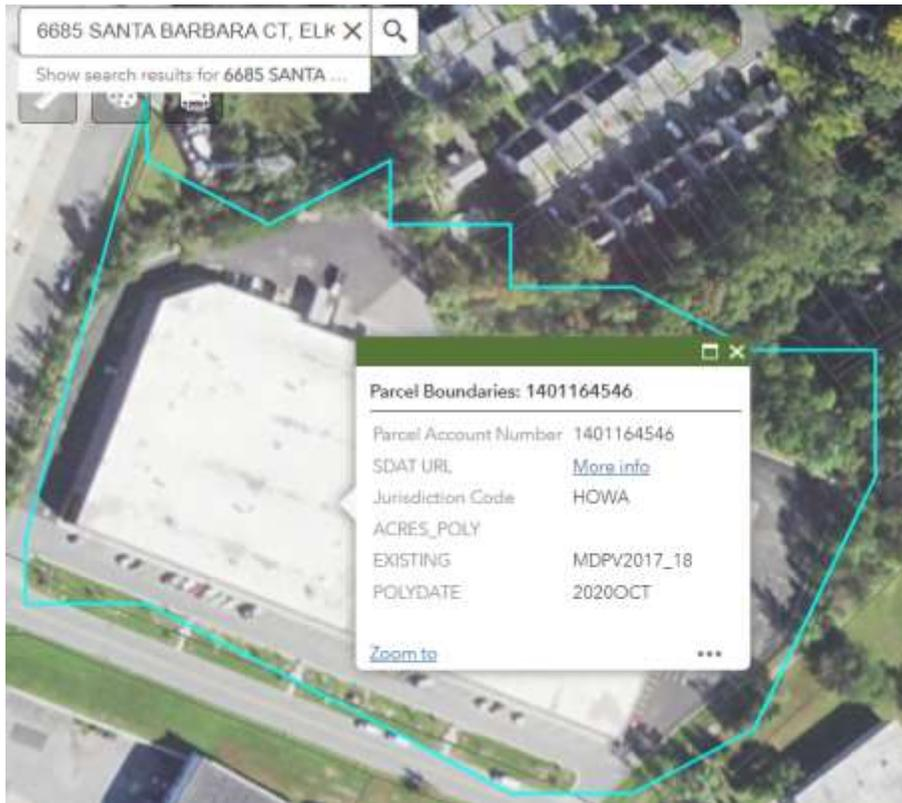 6685 SANTA BARBARA CT, ELK
Show search results for 6685 SANTA ...
Parcel Boundaries: 1401164546
Parcel Account Number 1401164546
SDAT URL More info
Jurisdiction Code HOWA
ACRES_POLY
EXISTING MDPV2017_18
POLYDATE 2020OCT
Zoom to